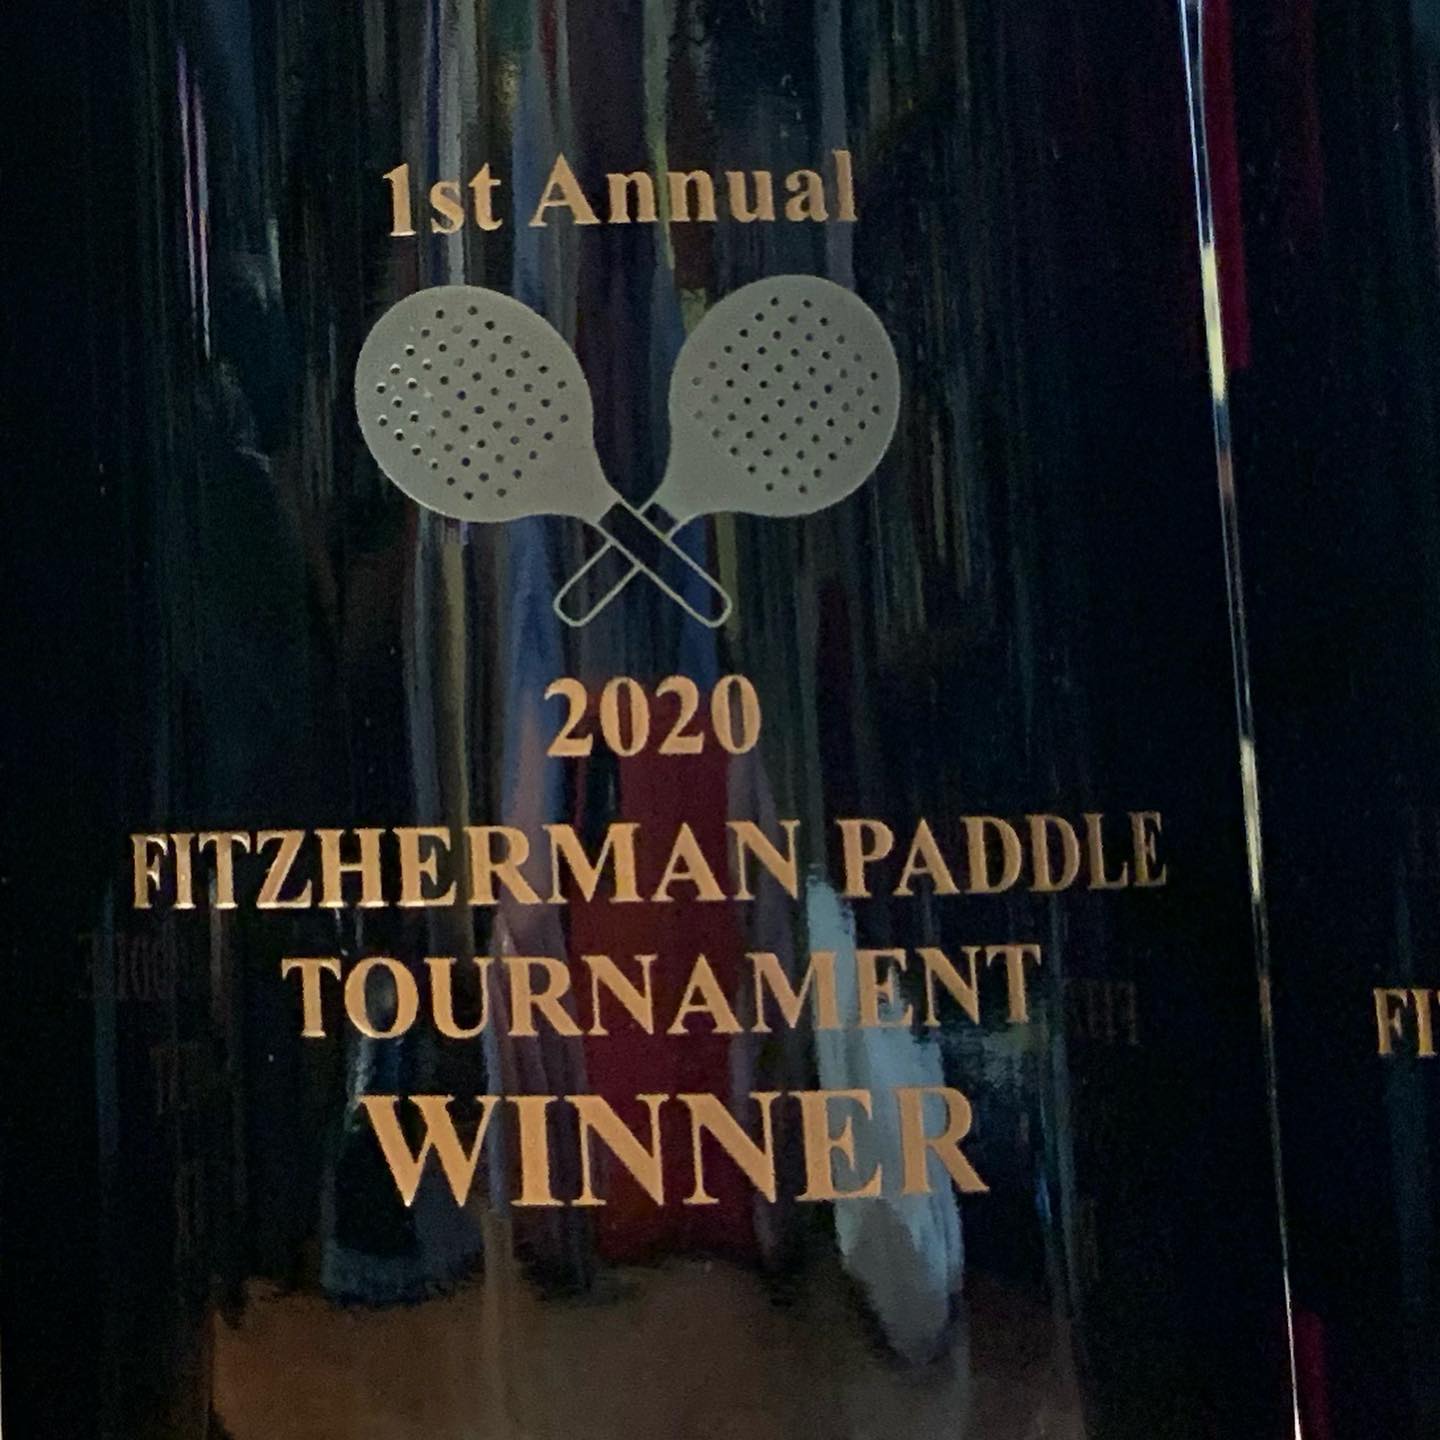 1st Annual
2020
FITZHERMAN PADDLE
TOURNAMENT
WINNER